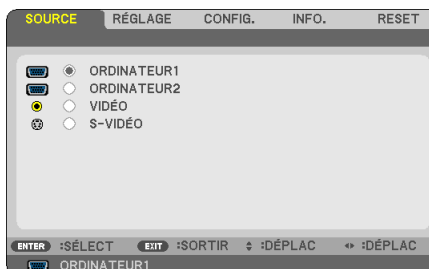 SOURCE RÉGLAGE CONFIG. INFO. RESET
ORDINATEUR1
ORDINATEUR2
VIDÉO
S-VIDÉO
ENTER :SÉLECT EXIT :SORTIR :DÉPLAC :DÉPLAC
ORDINATEUR1